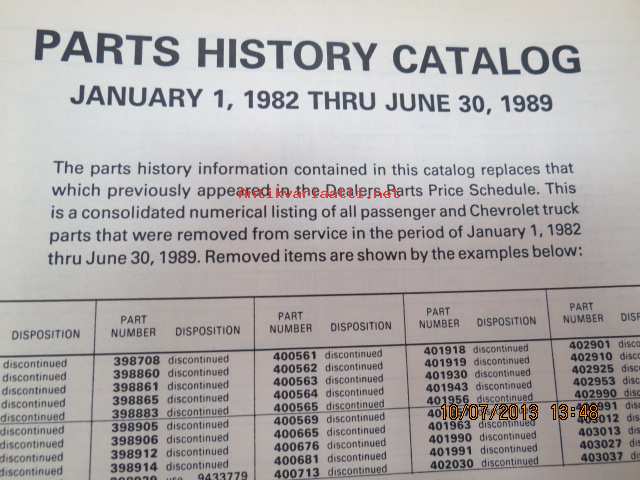 PARTS HISTORY CATALOG
JANUARY 1, 1982 THRU JUNE 30, 1989
The parts history information contained in this catalog replaces that
which previously appeared in the Dealers Parts Price Schedule. This
is a consolidated numerical listing of all passenger and Chevrolet truck
parts that were removed from service in the period of January 1, 1982
thru June 30, 1989. Removed items are shown by the examples below:
Antikvariaatti.net
DISPOSITION
discontinued
discontinued
discontinued
discontinued
discontinued
discontinued
discontinued
discontinued
discontinued
PART NUMBER DISPOSITION
398708 discontinued
398860 discontinued
398861 discontinued
398865 discontinued
398883 discontinued
398905 discontinued
398906 discontinued
398912 discontinued
398914 discontinued
9433779
PART NUMBER DISPOSITION
400561 discontinued
400562 discontinued
400563 discontinued
400564 discontinued
400565 discontinued
400569 discontinued
400665 discontinued
400676 discontinued
400681 discontinued
400713 discontinued
PART NUMBER DISPOSITION
401918 discontinued
401919 discontinued
401930 discontinued
401943 discontinued
401956 discontinued
401963 discontinued
401990 discontinued
401991 discontinued
402030 discontinued
PART NUMBER
402901
402910
402925
402953
402990
403013
403027
403037
10/07/2013 13:48